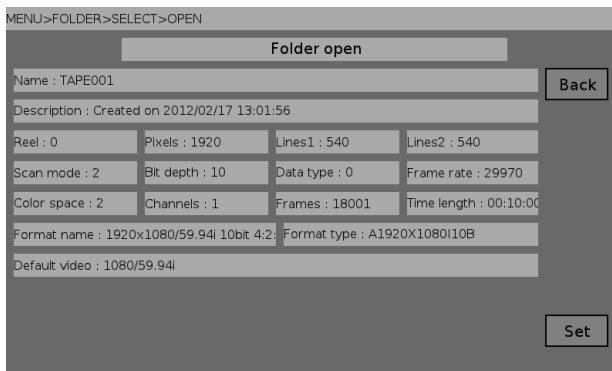 MENU>FOLDER>SELECT>OPEN
Folder open
Name : TAPE001
Back
Description : Created on 2012/02/17 13:01:56
Reel : 0 Pixels : 1920 Lines1 : 540 Lines2 : 540
Scan mode : 2 Bit depth : 10 Data type : 0 Frame rate : 29970
Color space : 2 Channels : 1 Frames : 18001 Time length : 00:10:00
Format name : 1920x1080/59.94i 10bit 4:2: Format type : A1920X1080I10B
Default video : 1080/59.94i
Set